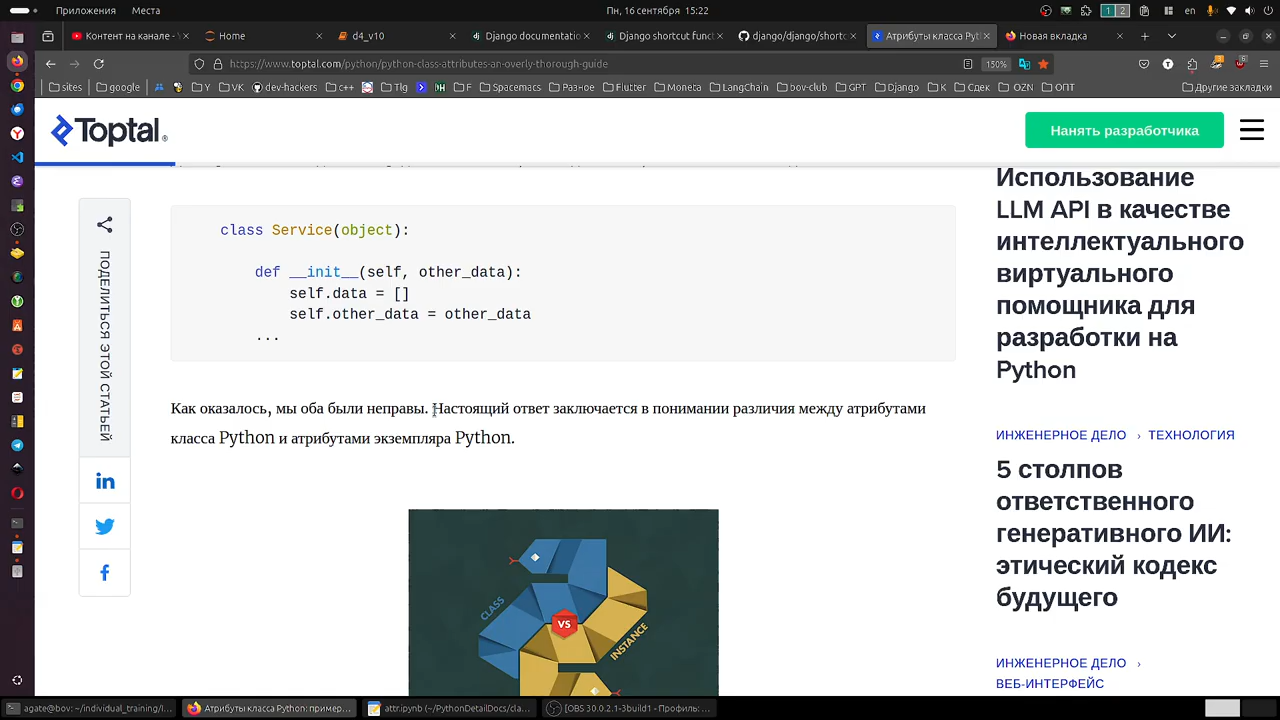 Приложения Места
Пн, 16 сентября 15:22
1 2
en
Контент на канале -
Home
d4_v10
Django documentatio
Django shortcut funct
django/django/shortc
Атрибуты класса Pyt
Новая вкладка
https://www.toptal.com/python/python-class-attributes-an-overly-thorough-guide
150%
sites
google
Y
VK
dev-hackers
C++
Tlg
H
F
Spacemacs
Разное
Flutter
Moneta
LangChain
bov-club
GPT
Django
K
Сдек
OZN
ОПТ
Другие закладки
Toptal
Нанять разработчика
ПОДЕЛИТЬСЯ ЭТОЙ СТАТЬЕЙ
class Service(object):
def __init__(self, other_data):
self.data = []
self.other_data = other_data
...
Как оказалось, мы оба были неправы. Настоящий ответ заключается в понимании различия между атрибутами
класса Python и атрибутами экземпляра Python.
CLASS
VS
INSTANCE
Использование
LLM API в качестве
интеллектуального
виртуального
помощника для
разработки на
Python
ИНЖЕНЕРНОЕ ДЕЛО › ТЕХНОЛОГИЯ
5 столпов
ответственного
генеративного ИИ:
этический кодекс
будущего
ИНЖЕНЕРНОЕ ДЕЛО ›
ВЕБ-ИНТЕРФЕЙС
agate@bov: ~/individual_training/l...
Атрибуты класса Python: пример...
attr.ipynb (~/PythonDetailDocs/cla...
[OBS 30.0.2.1-3build1 - Профиль: ...